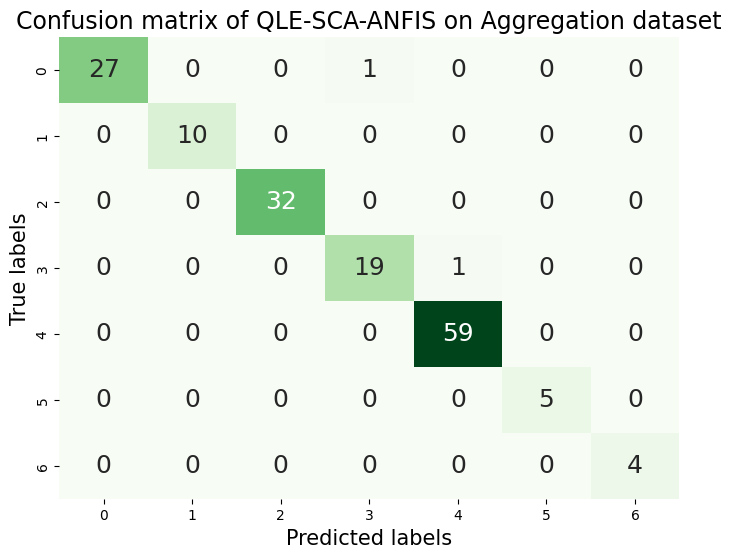 Confusion matrix of QLE-SCA-ANFIS on Aggregation dataset
0 27 0 0 1 0 0 0
1 0 10 0 0 0 0 0
2 0 0 32 0 0 0 0
3 0 0 0 19 1 0 0
4 0 0 0 0 59 0 0
5 0 0 0 0 0 5 0
6 0 0 0 0 0 0 4
0 1 2 3 4 5 6
True labels
Predicted labels